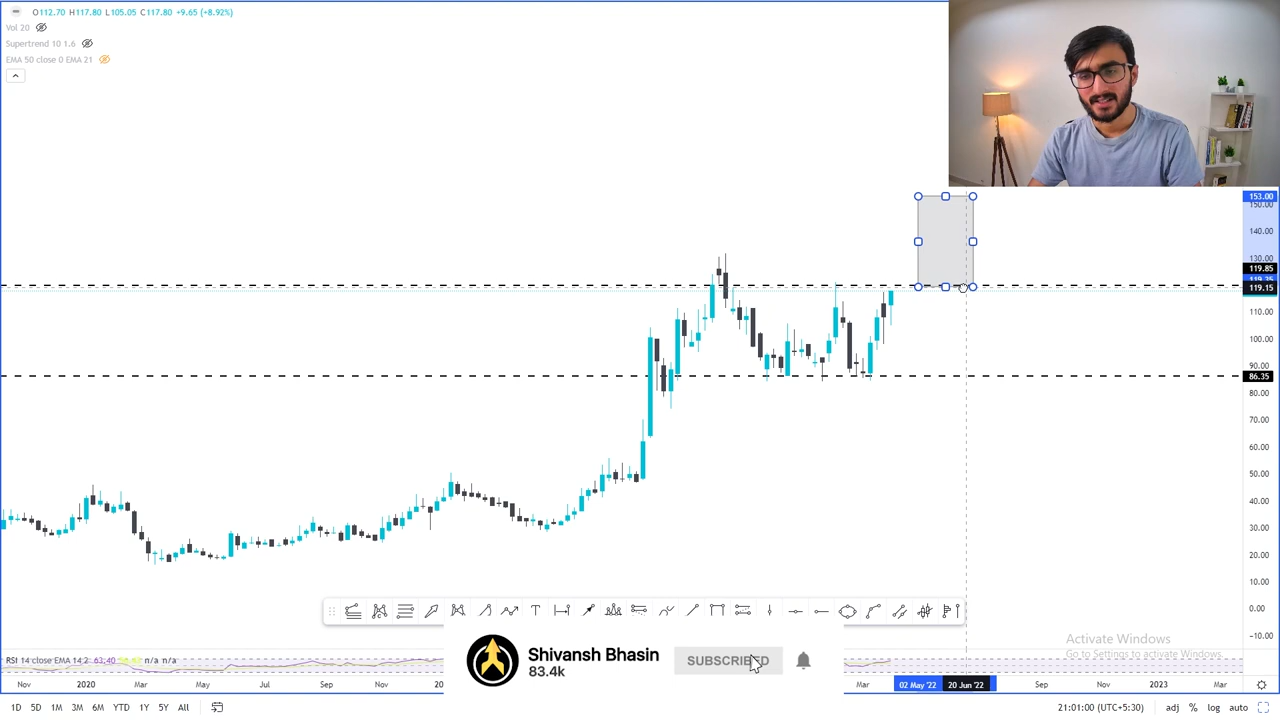 O112.70 H117.80 L105.05 C117.80 +9.65 (+8.92%)
Vol 20
Supertrend 10 1.6
EMA 50 close 0 EMA 21
153.00
150.00
140.00
130.00
119.85
119.15
110.00
100.00
90.00
86.35
80.00
70.00
60.00
50.00
40.00
30.00
20.00
10.00
0.00
−10.00
T
Activate Windows
Go to Settings to activate Windows.
RSI 14 close EMA 14 2 63.40 n/a n/a
Shivansh Bhasin
83.4k
SUBSCRIBED
Nov 2020 Mar May Jul Sep Nov Mar 02 May '22 20 Jun '22 Sep Nov 2023 Mar
1D 5D 1M 3M 6M YTD 1Y 5Y All 21:01:00 (UTC+5:30) adj % log auto